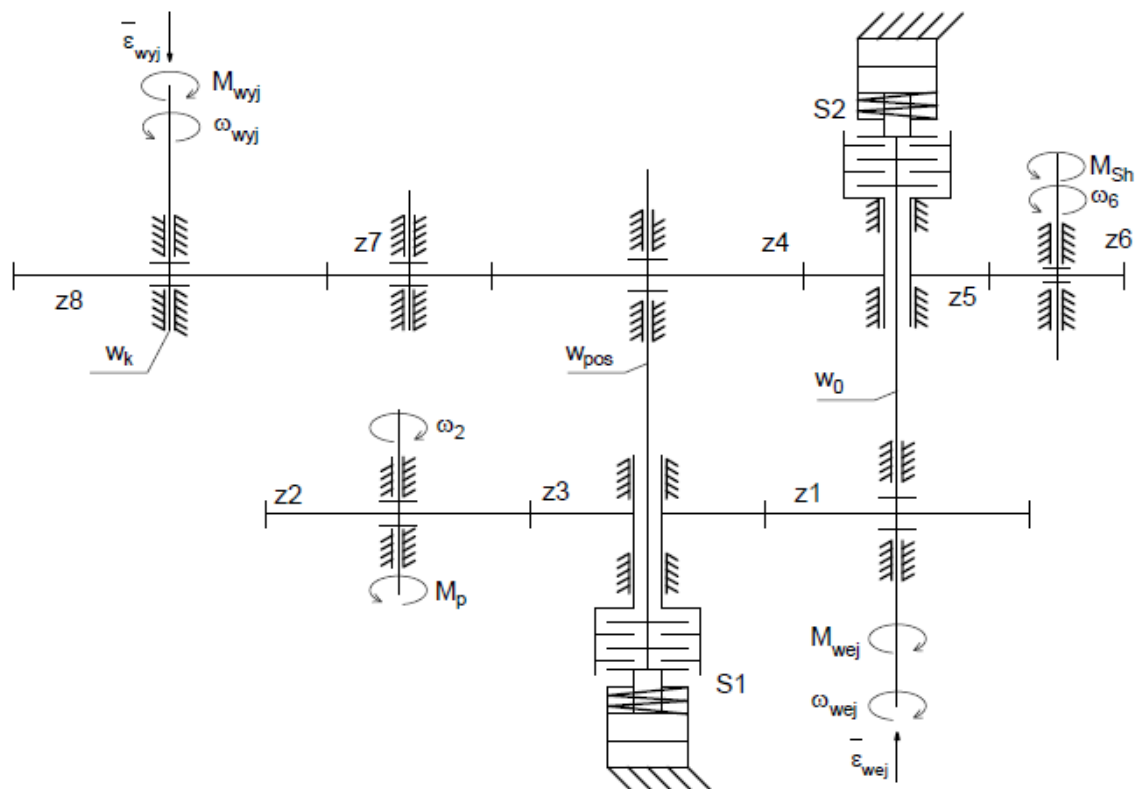 ε̅wyj
Mwyj
ωwyj
S2
MSh
ω6
z7
z4
z6
z8
z5
wk
wpos
w0
ω2
z2
z3
z1
Mp
Mwej
S1
ωwej
ε̅wej